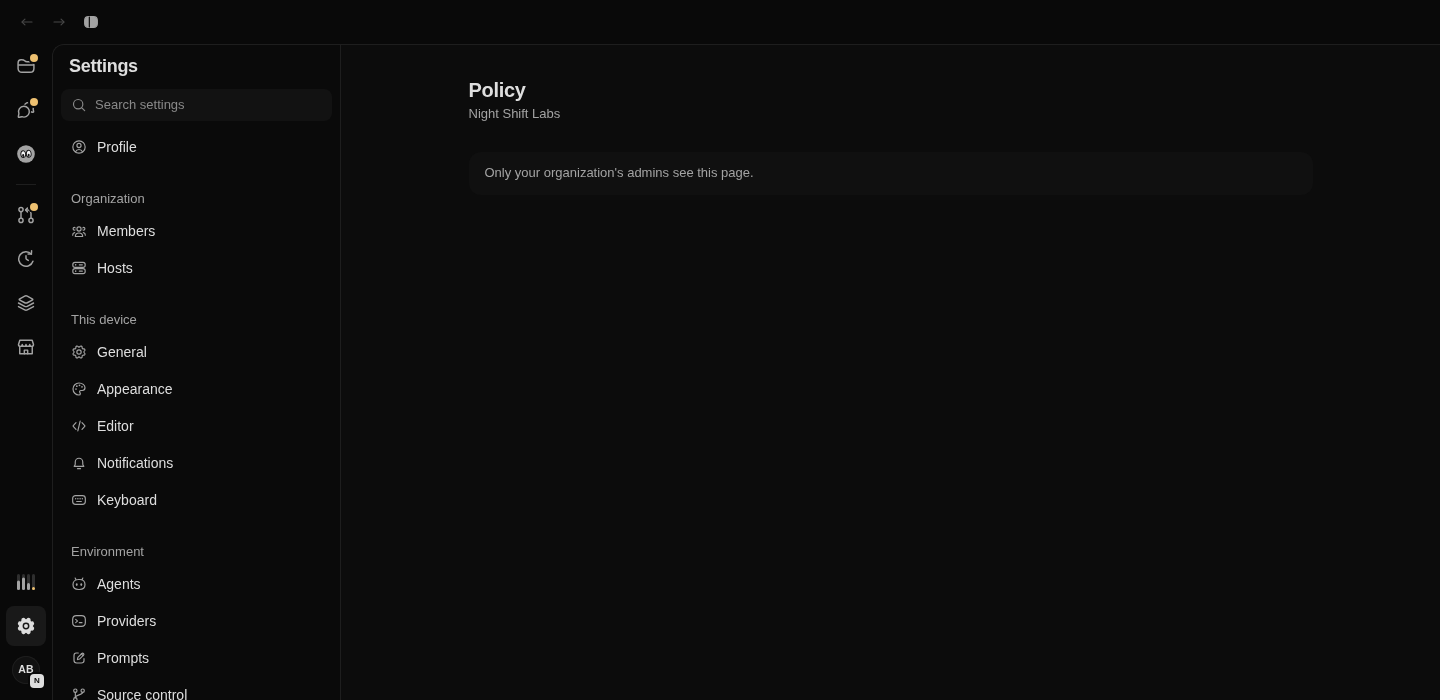 Settings
Search settings
Profile
Organization
Members
Hosts
This device
General
Appearance
Editor
Notifications
Keyboard
Environment
Agents
Providers
Prompts
Source control
AB
N
Policy
Night Shift Labs
Only your organization's admins see this page.